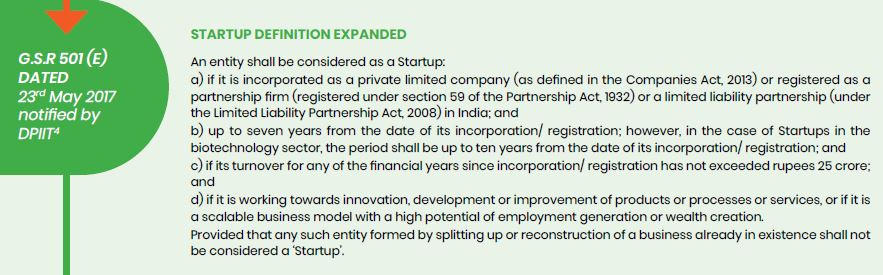 G.S.R 501 (E)
DATED
23rd May 2017
notified by
DPIIT4
STARTUP DEFINITION EXPANDED
An entity shall be considered as a Startup:
a) if it is incorporated as a private limited company (as defined in the Companies Act, 2013) or registered as a
partnership firm (registered under section 59 of the Partnership Act, 1932) or a limited liability partnership (under
the Limited Liability Partnership Act, 2008) in India; and
b) up to seven years from the date of its incorporation/ registration; however, in the case of Startups in the
biotechnology sector, the period shall be up to ten years from the date of its incorporation/ registration; and
c) if its turnover for any of the financial years since incorporation/ registration has not exceeded rupees 25 crore;
and
d) if it is working towards innovation, development or improvement of products or processes or services, or if it is
a scalable business model with a high potential of employment generation or wealth creation.
Provided that any such entity formed by splitting up or reconstruction of a business already in existence shall not
be considered a ‘Startup’.